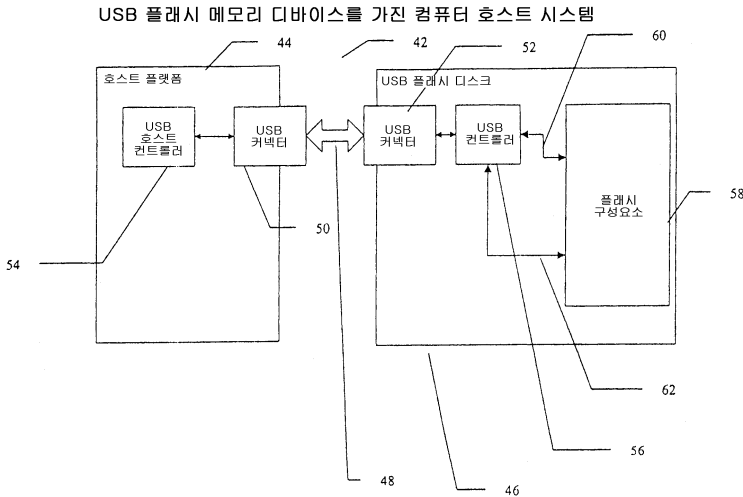 USB 플래시 메모리 디바이스를 가진 컴퓨터 호스트 시스템
44
42
52
60
호스트 플랫폼
USB 플래시 디스크
USB
호스트
컨트롤러
USB
커넥터
USB
커넥터
USB
컨트롤러
플래시
구성요소
58
50
54
62
56
48
46